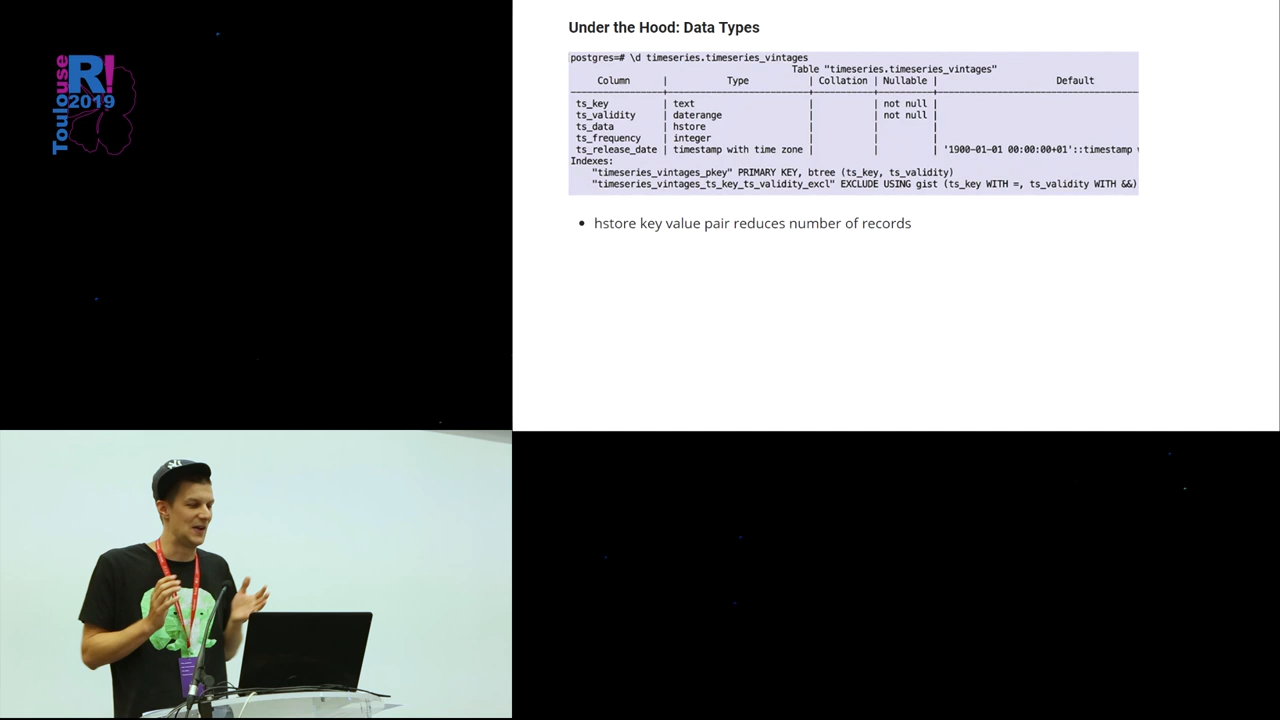 Toulouse
R!
2019
Under the Hood: Data Types
postgres=# \d timeseries.timeseries_vintages
Table "timeseries.timeseries_vintages"
Column | Type | Collation | Nullable | Default
ts_key | text | | not null |
ts_validity | daterange | | not null |
ts_data | hstore | | |
ts_frequency | integer | | |
ts_release_date | timestamp with time zone | | | '1900-01-01 00:00:00+01'::timestamp
Indexes:
"timeseries_vintages_pkey" PRIMARY KEY, btree (ts_key, ts_validity)
"timeseries_vintages_ts_key_ts_validity_excl" EXCLUDE USING gist (ts_key WITH =, ts_validity WITH &&)
• hstore key value pair reduces number of records